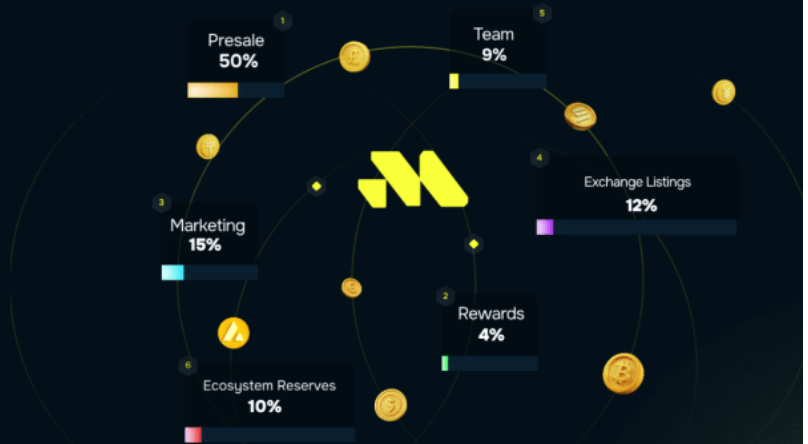 1
Presale
50%
5
Team
9%
4
Exchange Listings
12%
3
Marketing
15%
2
Rewards
4%
6
Ecosystem Reserves
10%